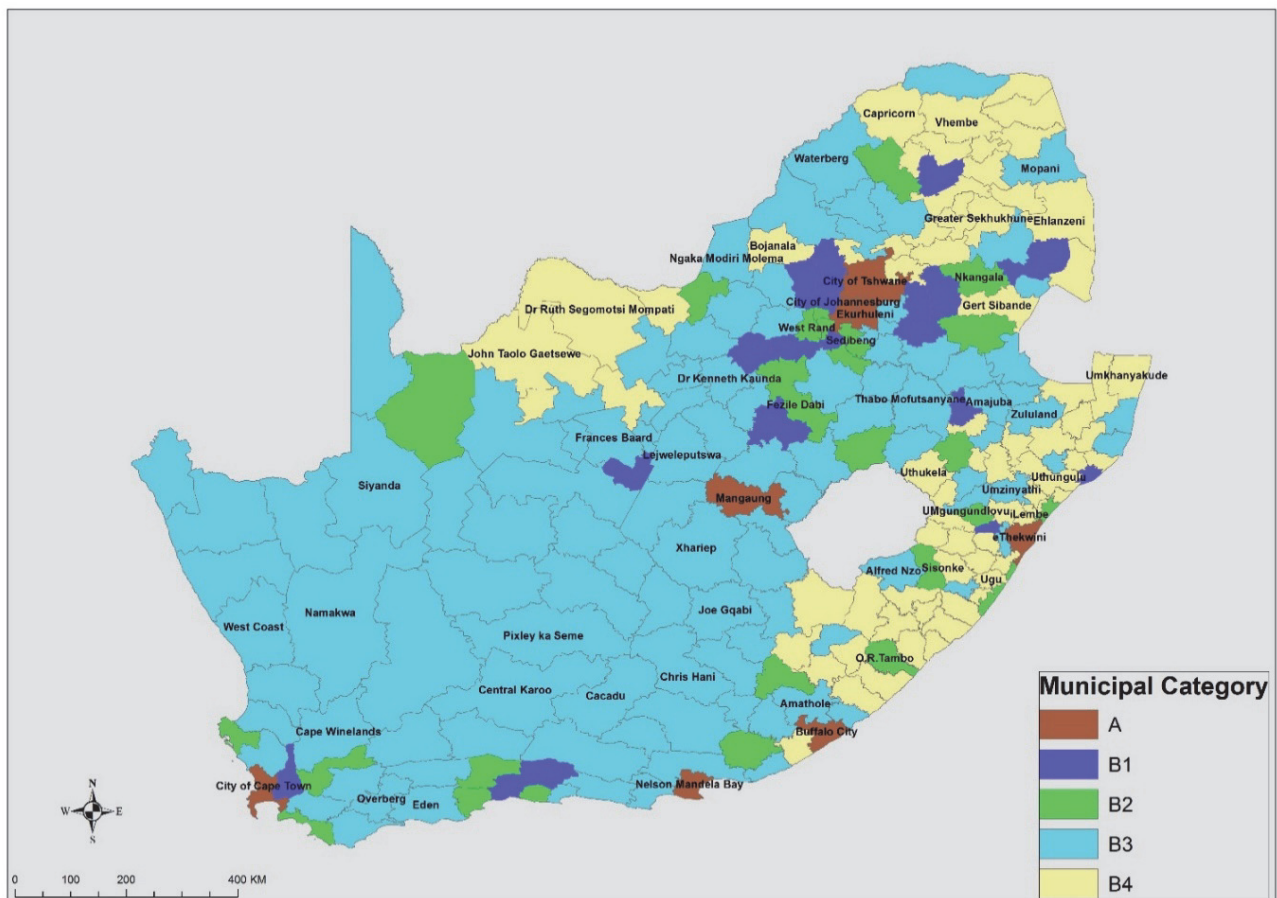 Capricorn
Vhembe
Waterberg
Mopani
Greater Sekhukhune
Ehlanzeni
Bojanala
Ngaka Modiri Molema
City of Tshwane
Nkangala
City of Johannesburg
Ekurhuleni
Gert Sibande
Dr Ruth Segomotsi Mompati
West Rand
Sedibeng
John Taolo Gaetsewe
Umkhanyakude
Dr Kenneth Kaunda
Fezile Dabi
Thabo Mofutsanyane
Amajuba
Zululand
Frances Baard
Lejweleputswa
Uthukela
Uthungulu
Siyanda
Mangaung
Umzinyathi
UMgungundlovu
iLembe
eThekwini
Xhariep
Alfred Nzo
Sisonke
Ugu
Namakwa
West Coast
Joe Gqabi
Pixley ka Seme
O.R.Tambo
Chris Hani
Central Karoo
Cacadu
Amathole
Cape Winelands
Buffalo City
City of Cape Town
Nelson Mandela Bay
Overberg
Eden
Municipal Category
A
B1
B2
B3
B4
N
W
E
S
0 100 200 400 KM